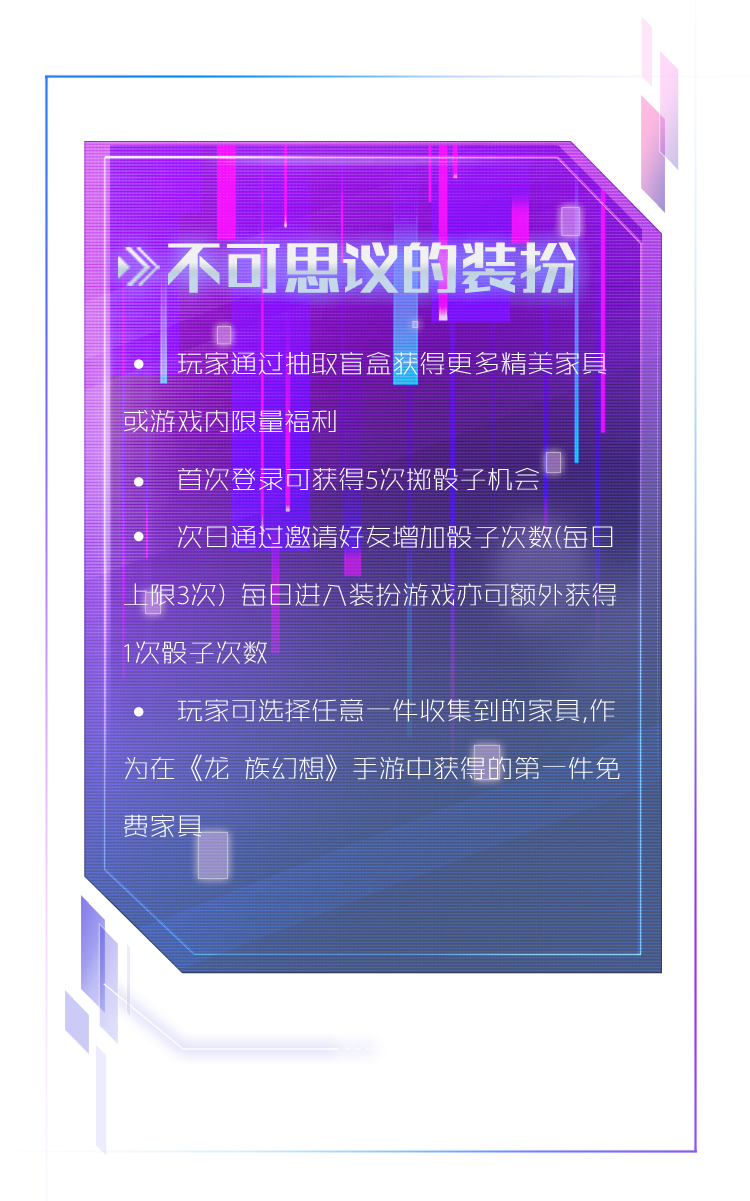 不可思议的装扮
• 玩家通过抽取盲盒获得更多精美家具
或游戏内限量福利
• 首次登录可获得5次掷骰子机会
• 次日通过邀请好友增加骰子次数(每日
上限3次）每日进入装扮游戏亦可额外获得
1次骰子次数
• 玩家可选择任意一件收集到的家具,作
为在《龙 族幻想》手游中获得的第一件免
费家具